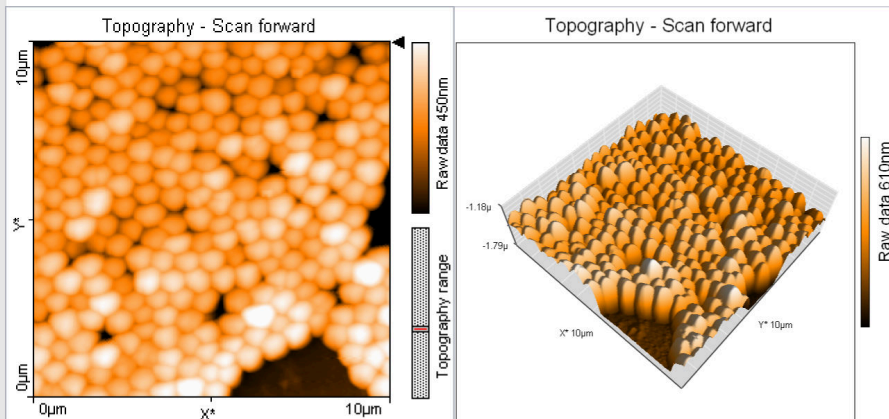 Topography - Scan forward
10µm
Y*
0µm
0µm
X*
10µm
Raw data 450nm
Topography range
Topography - Scan forward
-1.18µ
-1.79µ
X* 10µm
Y* 10µm
Raw data 610nm